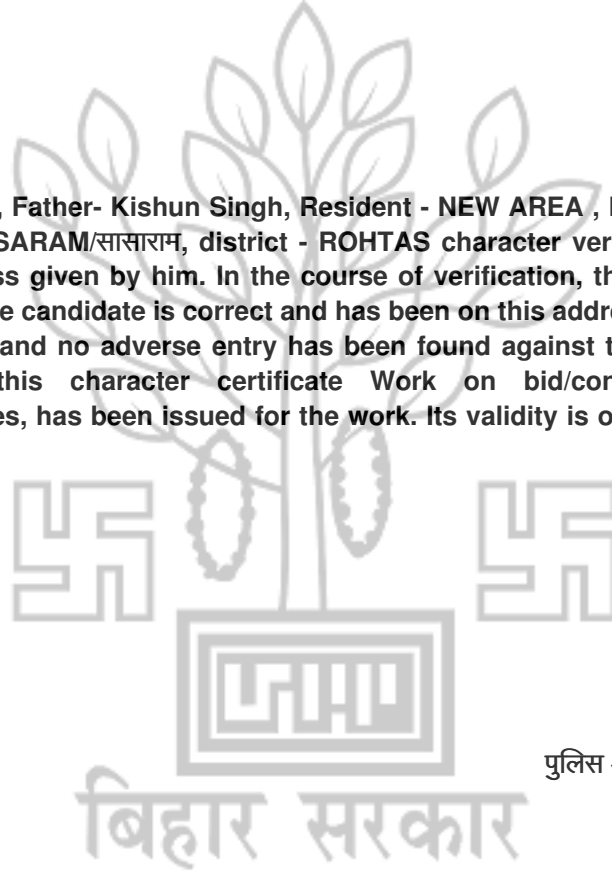 , Father- Kishun Singh, Resident - NEW AREA ,
SARAM/सासाराम, district - ROHTAS character ver
ss given by him. In the course of verification, th
e candidate is correct and has been on this addre
and no adverse entry has been found against t
this character certificate Work on bid/con
es, has been issued for the work. Its validity is o
पुलिस
बिहार सरकार